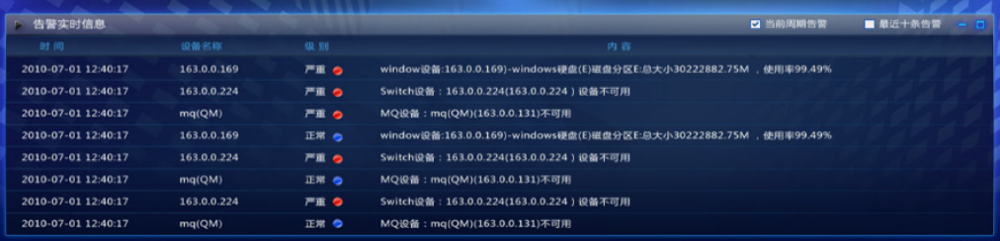 告警实时信息 当前周期告警 最近十条告警
时间 设备名称 级别 内容
2010-07-01 12:40:17 163.0.0.169 严重 window设备:163.0.0.169)-windows硬盘(E)磁盘分区E:总大小30222882.75M ，使用率99.49%
2010-07-01 12:40:17 163.0.0.224 严重 Switch设备：163.0.0.224(163.0.0.224 ) 设备不可用
2010-07-01 12:40:17 mq(QM) 严重 MQ设备：mq(QM)(163.0.0.131)不可用
2010-07-01 12:40:17 163.0.0.169 正常 window设备:163.0.0.169)-windows硬盘(E)磁盘分区E:总大小30222882.75M ，使用率99.49%
2010-07-01 12:40:17 163.0.0.224 严重 Switch设备：163.0.0.224(163.0.0.224 ) 设备不可用
2010-07-01 12:40:17 mq(QM) 正常 MQ设备：mq(QM)(163.0.0.131)不可用
2010-07-01 12:40:17 163.0.0.224 严重 Switch设备：163.0.0.224(163.0.0.224 ) 设备不可用
2010-07-01 12:40:17 mq(QM) 正常 MQ设备：mq(QM)(163.0.0.131)不可用